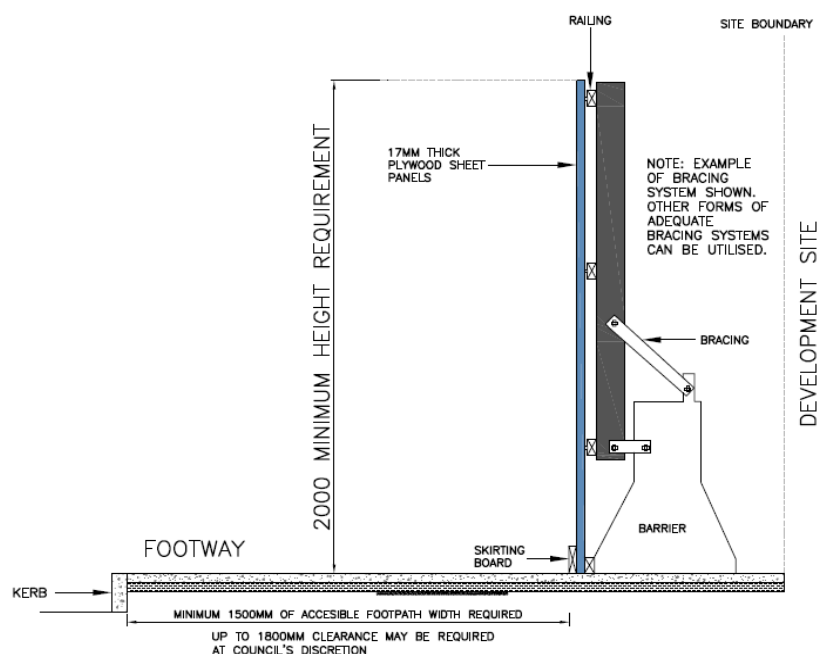 RAILING
SITE BOUNDARY
2000 MINIMUM HEIGHT REQUIREMENT
17MM THICK
PLYWOOD SHEET
PANELS
NOTE: EXAMPLE
OF BRACING
SYSTEM SHOWN.
OTHER FORMS OF
ADEQUATE
BRACING SYSTEMS
CAN BE UTILISED.
DEVELOPMENT SITE
BRACING
BARRIER
FOOTWAY
SKIRTING
BOARD
KERB
MINIMUM 1500MM OF ACCESIBLE FOOTPATH WIDTH REQUIRED
UP TO 1800MM CLEARANCE MAY BE REQUIRED
AT COUNCIL'S DISCRETION